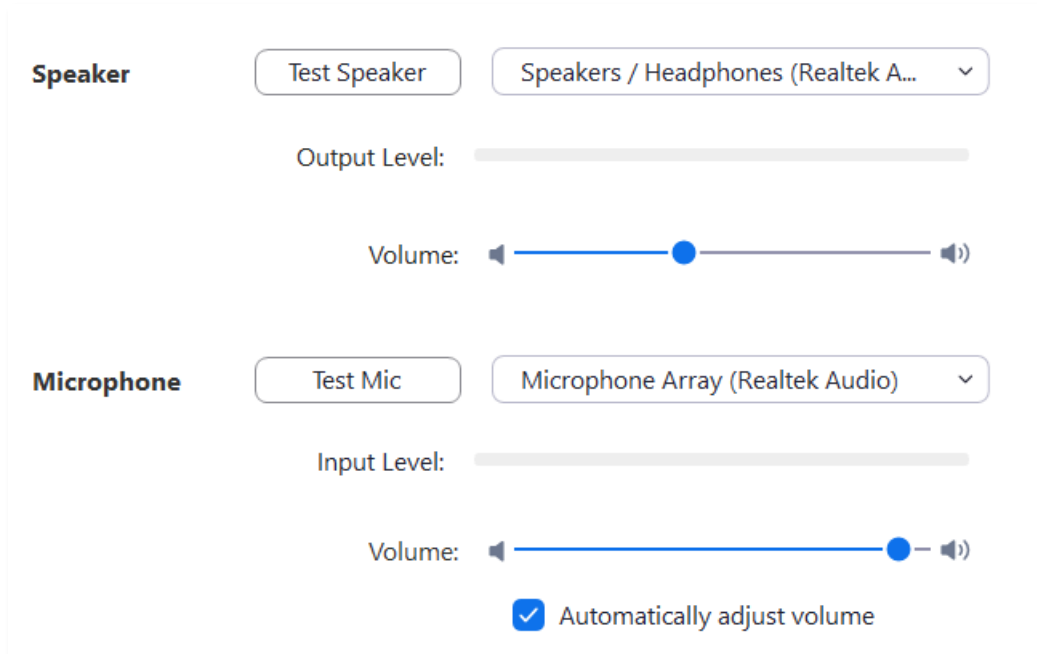 Speaker Test Speaker Speakers / Headphones (Realtek A...
Output Level:
Volume:
Microphone Test Mic Microphone Array (Realtek Audio)
Input Level:
Volume:
Automatically adjust volume